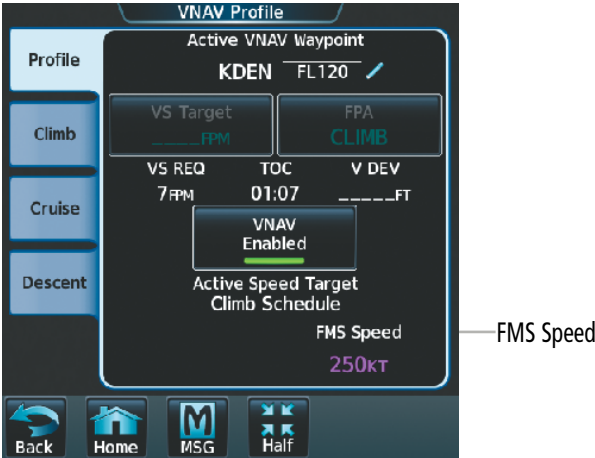 VNAV Profile
Profile
Climb
Cruise
Descent
Active VNAV Waypoint
KDEN FL120
VS Target FPA
____FPM CLIMB
VS REQ TOC V DEV
7FPM 01:07 _____FT
VNAV
Enabled
Active Speed Target
Climb Schedule
FMS Speed
250KT
FMS Speed
Back Home MSG Half